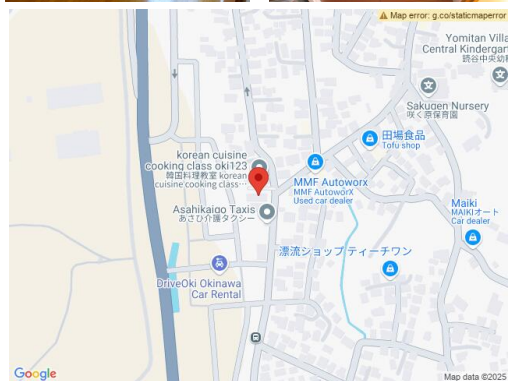 Map error: g.co/staticmaperror
Yomitan Villa
Central Kindergart
読谷中央幼稚
Sakugen Nursery
咲く原保育園
田場食品
Tofu shop
korean cuisine
cooking class oki123
韓国料理教室 korean
cuisine cooking class…
MMF Autoworx
MMF AutoworX
Used car dealer
Asahikaigo Taxis
あさひ介護タクシー
Maiki
MAIKIオート
Car dealer
漂流ショップ ティーチワン
DriveOki Okinawa
Car Rental
Google
Map data ©2025